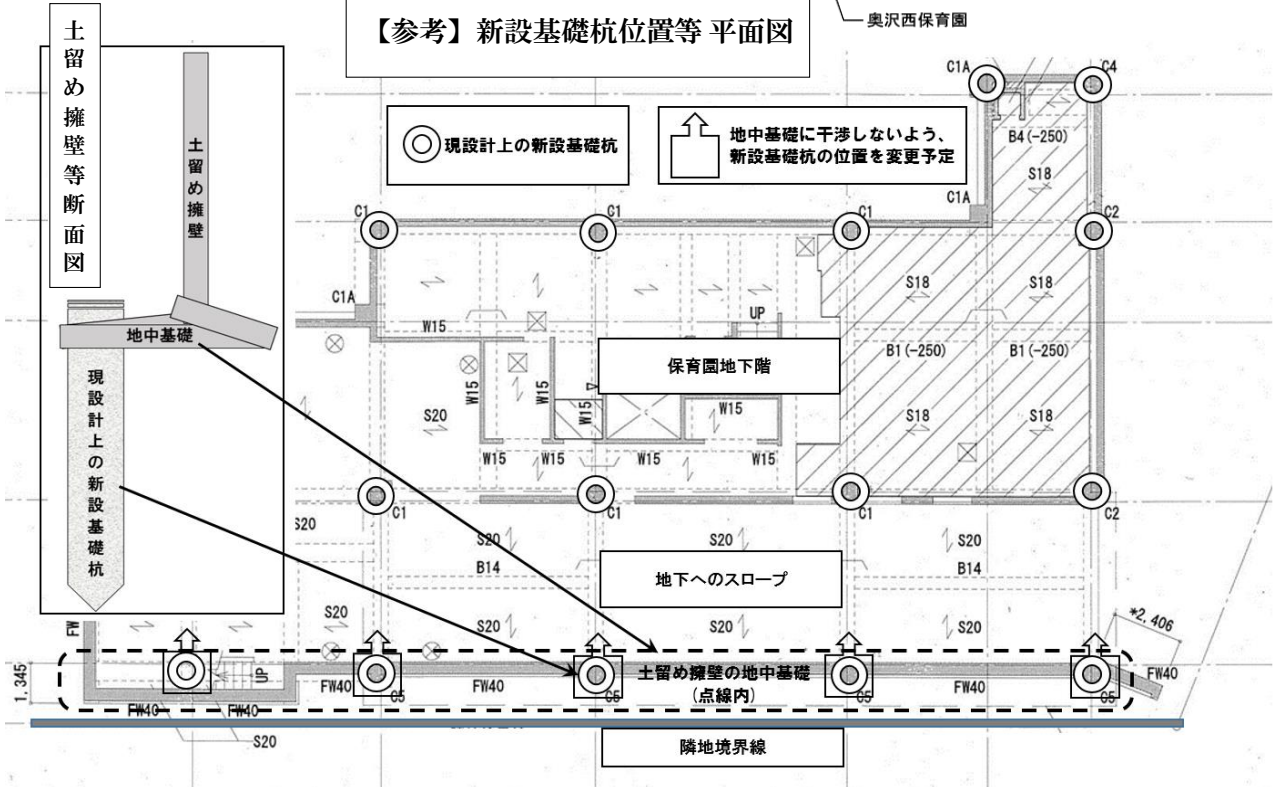 【参考】新設基礎杭位置等 平面図
奥沢西保育園
土留め擁壁等断面図
土留め擁壁
地中基礎
現設計上の新設基礎杭
現設計上の新設基礎杭
地中基礎に干渉しないよう、
新設基礎杭の位置を変更予定
C1A
C4
B4(-250)
S18
C1A
C1
C1
C1
C2
S18
S18
C1A
W15
UP
B1(-250)
B1(-250)
保育園地下階
W15
W15
W15
W15
S20
S18
S18
W15
W15
W15
W15
C1
C1
C1
C2
S20
S20
S20
S20
B14
B14
地下へのスロープ
S20
S20
S20
S20
*2,406
FW
1,345
UP
土留め擁壁の地中基礎
(点線内)
FW40
C5
FW40
C5
C5
FW40
C5
FW40
FW40
FW40
S20
隣地境界線